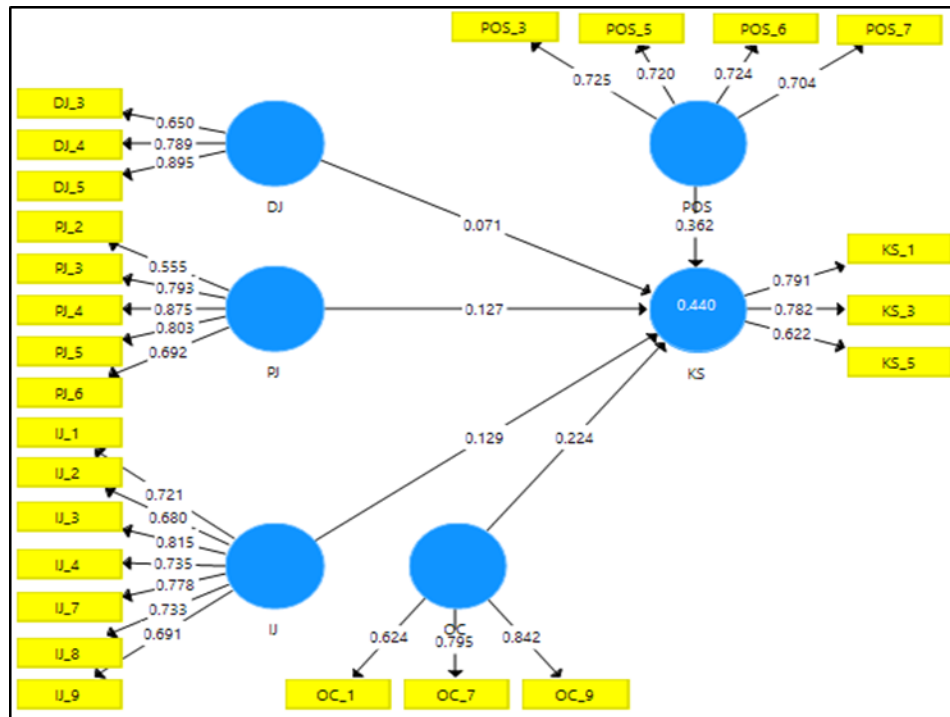 POS_3 POS_5 POS_6 POS_7
0.725 0.720 0.724 0.704
DJ_3
DJ_4
DJ_5
0.650
0.789
0.895
DJ
POS
0.071
0.362
PJ_2
PJ_3
PJ_4
PJ_5
PJ_6
0.555
0.793
0.875
0.803
0.692
PJ
0.127
0.440
KS
0.791
0.782
0.622
KS_1
KS_3
KS_5
IJ_1
IJ_2
IJ_3
IJ_4
IJ_7
IJ_8
IJ_9
0.721
0.680
0.815
0.735
0.778
0.733
0.691
IJ
0.129
0.224
OC
0.624 0.795 0.842
OC_1 OC_7 OC_9